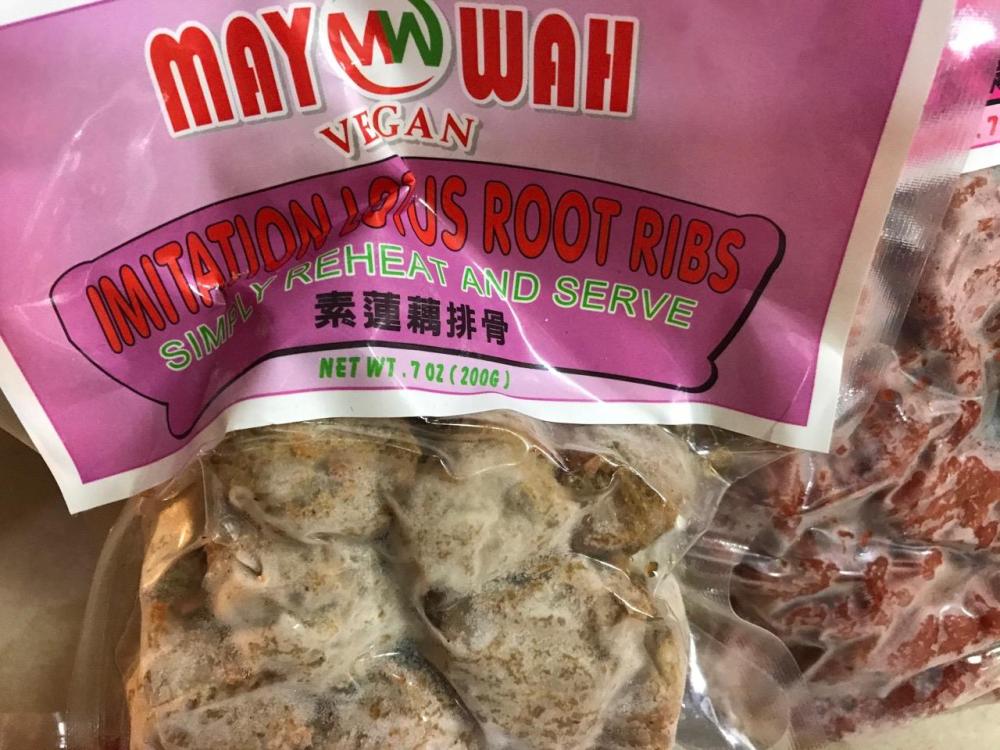 MAY MW WAH
VEGAN
IMITATION LOTUS ROOT RIBS
SIMPLY REHEAT AND SERVE
素蓮藕排骨
NET WT .7 OZ (200G)